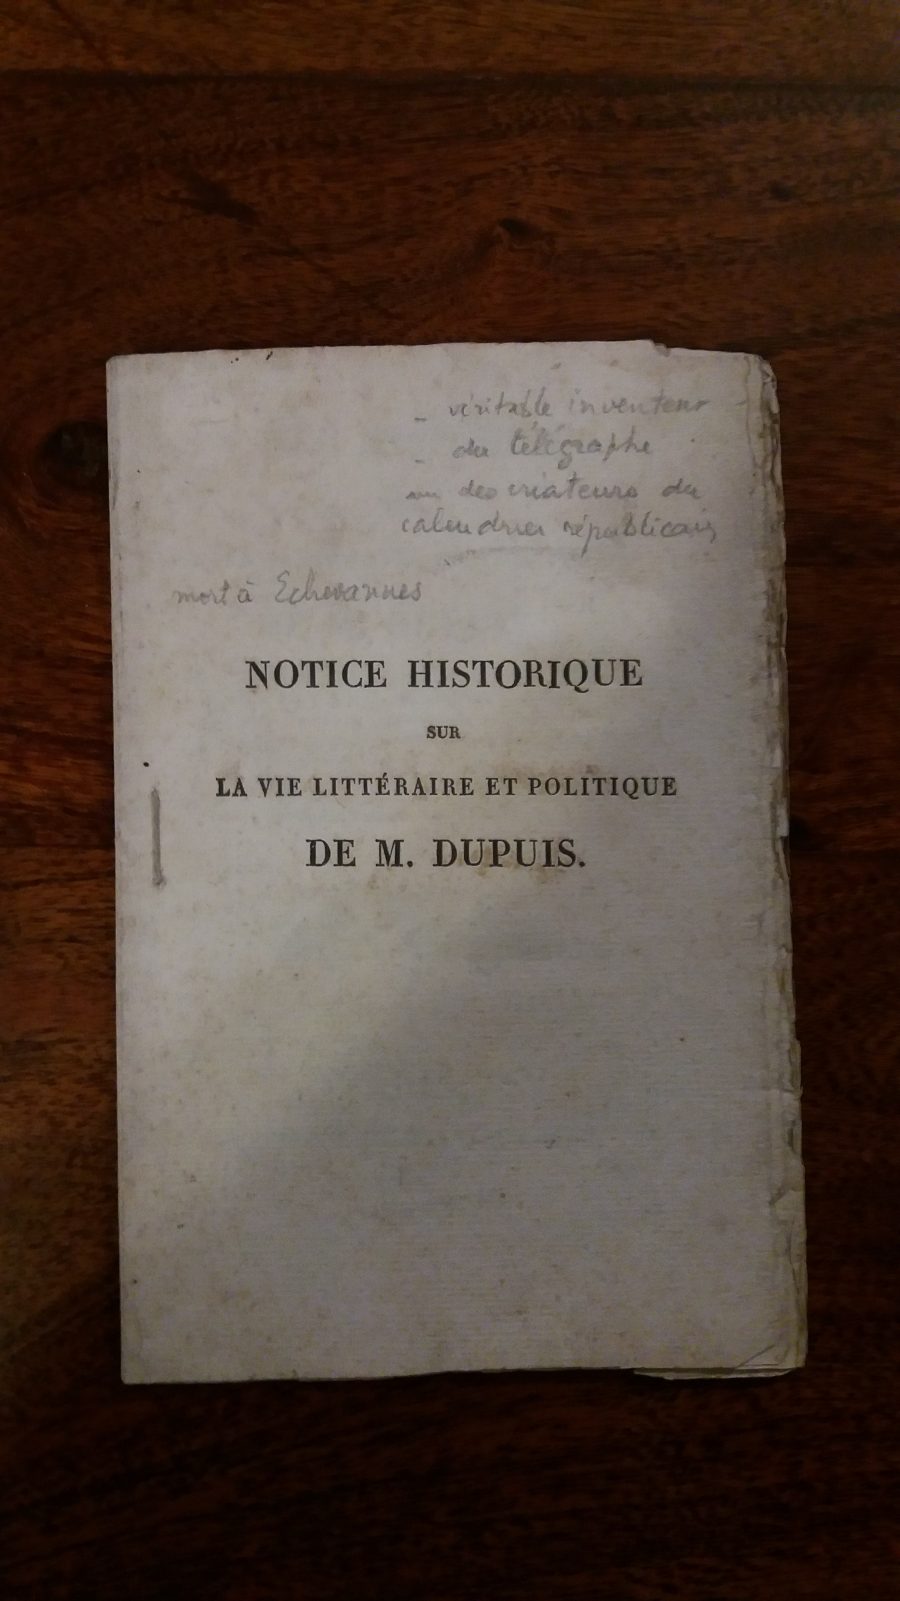 - véritable inventeur
- du télégraphe
un des créateurs du
calendrier républicain
mort à Echevannes
NOTICE HISTORIQUE
SUR
LA VIE LITTÉRAIRE ET POLITIQUE
DE M. DUPUIS.